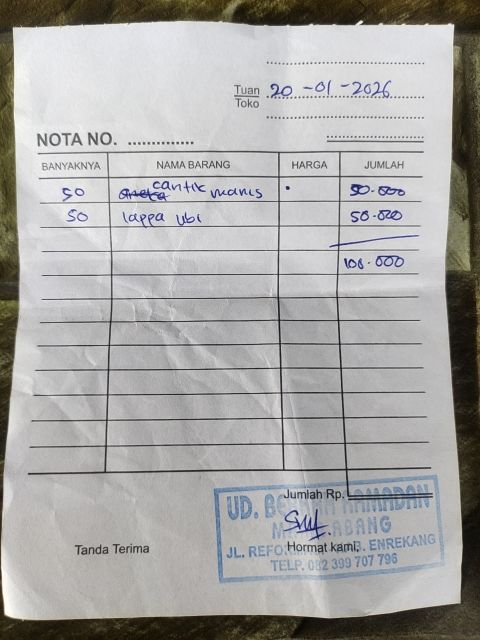 Tuan 20-01-2026
Toko
NOTA NO. ..............
BANYAKNYA NAMA BARANG HARGA JUMLAH
50 cantik manis 50.000
50 lappa ubi 50.000
100.000
Jumlah Rp.
UD. RAMADAN
Tanda Terima Hormat kami,
JL. ENREKANG
TELP. 082 399 707 796